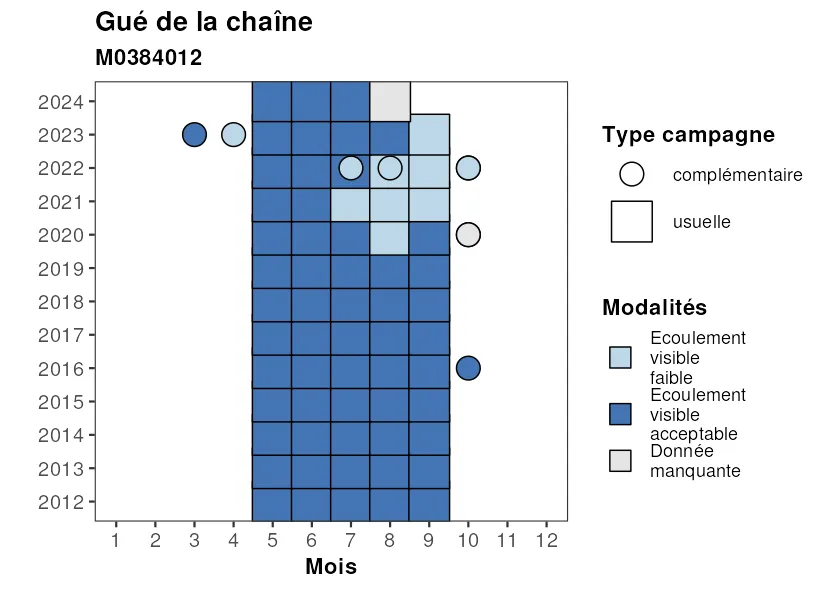 Gué de la chaîne
M0384012
2024
2023
2022
2021
2020
2019
2018
2017
2016
2015
2014
2013
2012
1 2 3 4 5 6 7 8 9 10 11 12
Mois
Type campagne
complémentaire
usuelle
Modalités
Ecoulement
visible
faible
Ecoulement
visible
acceptable
Donnée
manquante